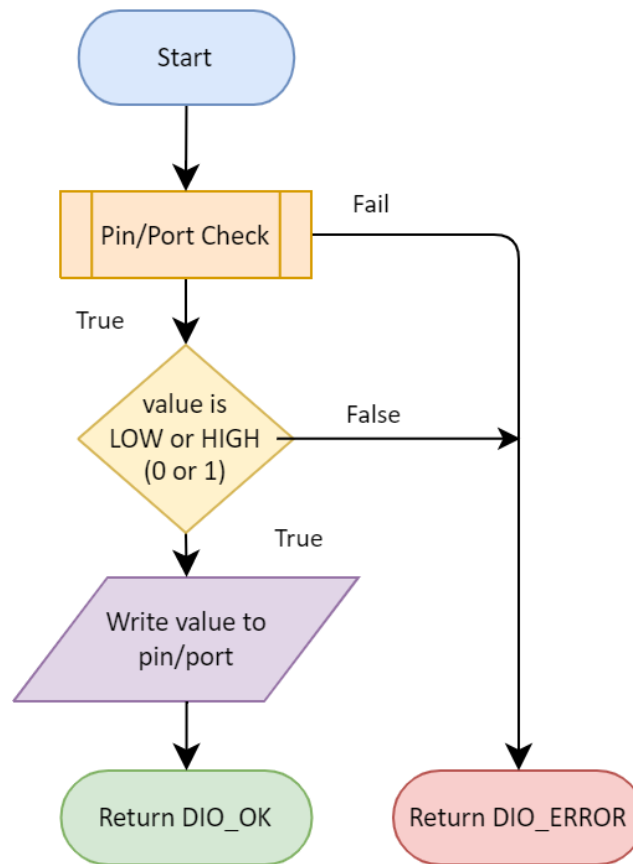 Start
Pin/Port Check
Fail
True
value is
LOW or HIGH
(0 or 1)
False
True
Write value to
pin/port
Return DIO_OK
Return DIO_ERROR